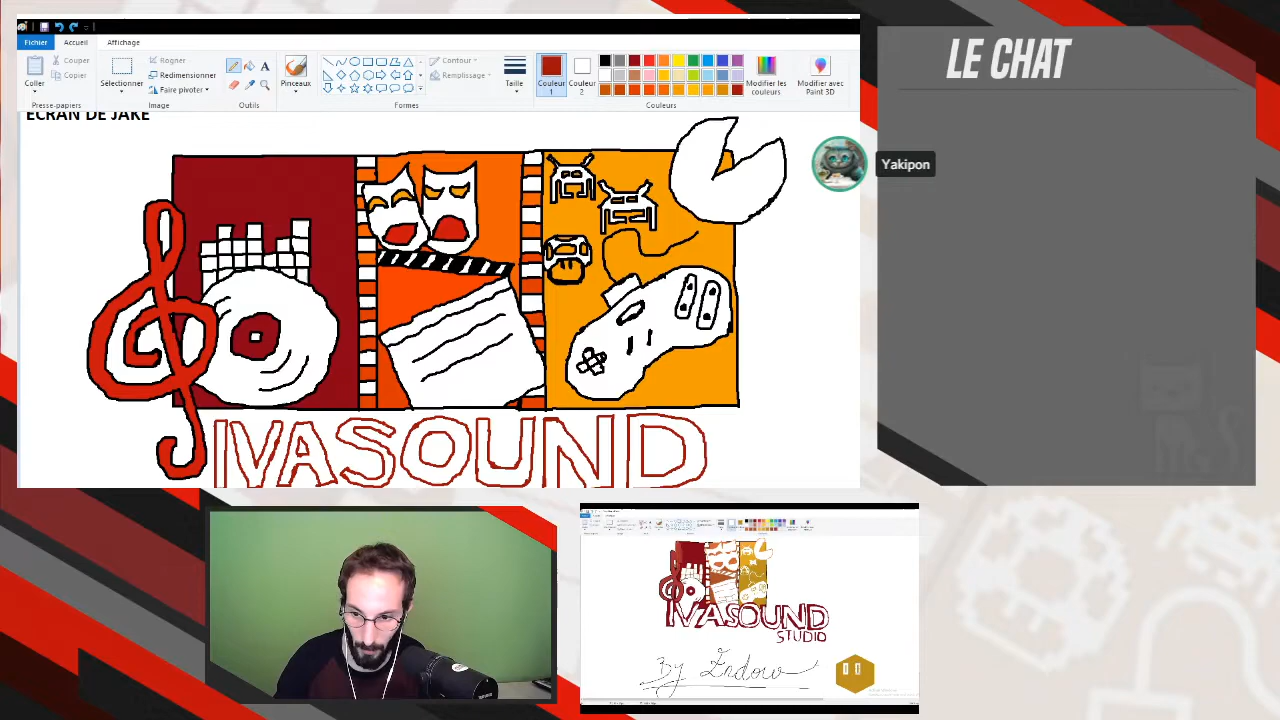 Fichier Accueil Affichage
Coller
Couper
Copier
Presse-papiers
Sélectionner
Rogner
Redimensionner
Faire pivoter
Image
A
Outils
Pinceaux
Contour
Remplissage
Formes
Taille
Couleur 1
Couleur 2
Couleurs
Modifier les couleurs
Modifier avec Paint 3D
ECRAN DE JAKE
IVASOUND
LE CHAT
Yakipon
IVASOUND
STUDIO
By Endow